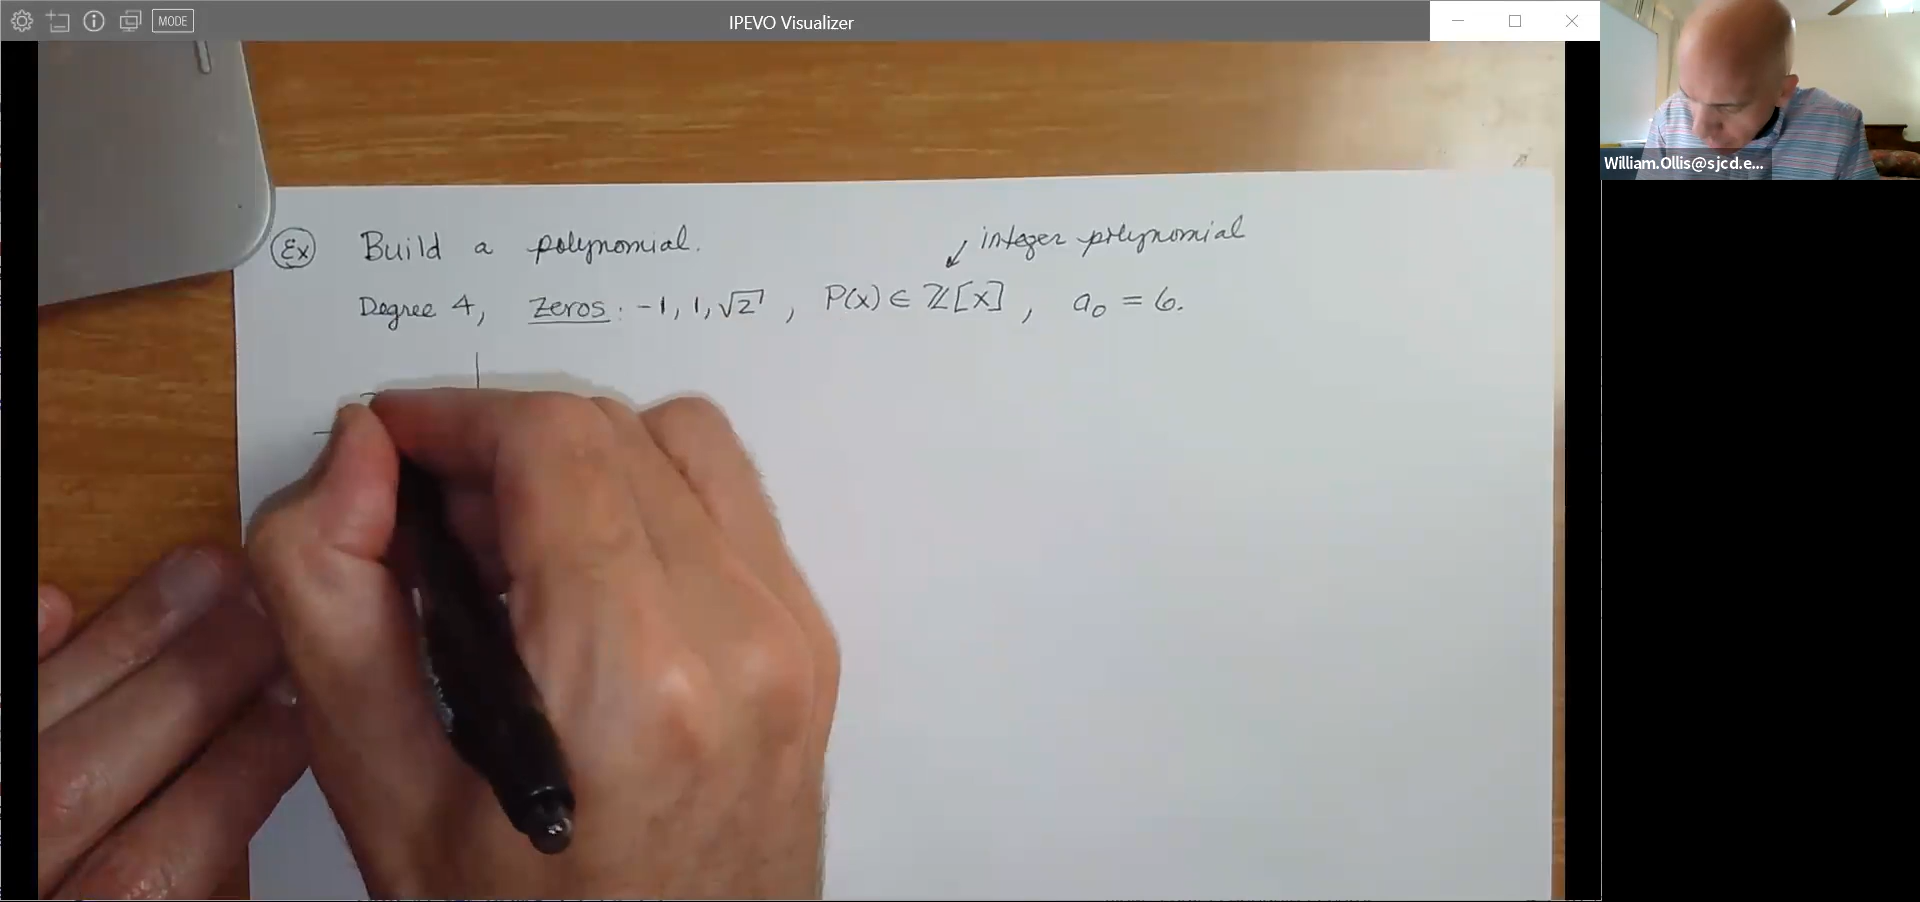 MODE
IPEVO Visualizer
William.Ollis@sjcd.e...
Ex Build a polynomial.
integer polynomial
Degree 4, Zeros: -1, 1, √2, P(x) ∈ ℤ[x], a₀ = 6.